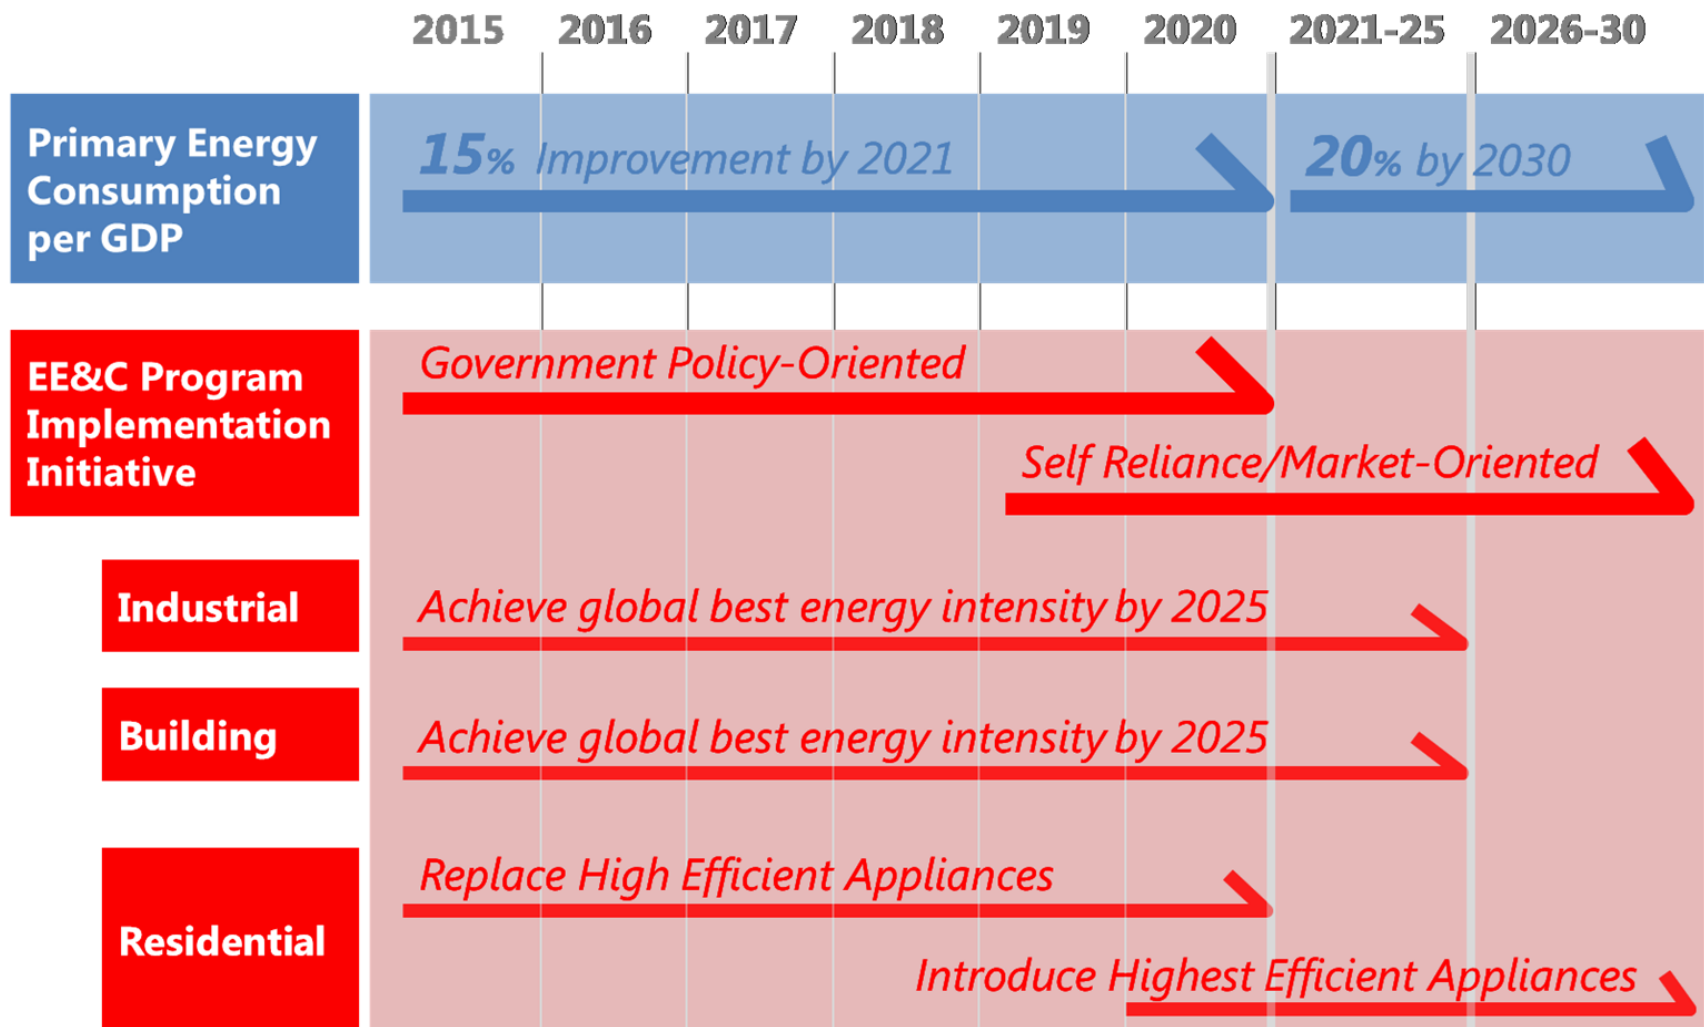 2015 2016 2017 2018 2019 2020 2021-25 2026-30
Primary Energy
Consumption
per GDP
15% Improvement by 2021
20% by 2030
EE&C Program
Implementation
Initiative
Government Policy-Oriented
Self Reliance/Market-Oriented
Industrial
Achieve global best energy intensity by 2025
Building
Achieve global best energy intensity by 2025
Residential
Replace High Efficient Appliances
Introduce Highest Efficient Appliances